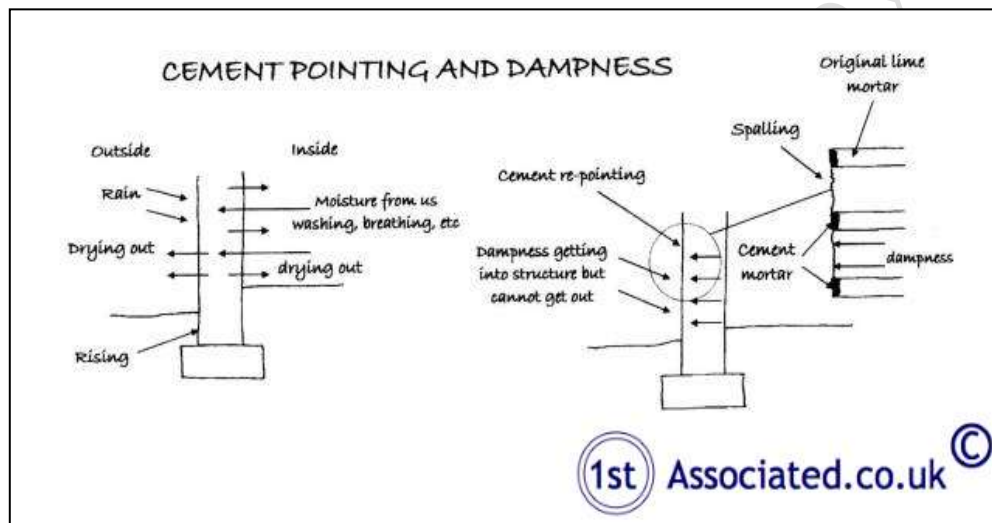 CEMENT POINTING AND DAMPNESS
Outside
Inside
Rain
Moisture from us
washing, breathing, etc
Drying out
drying out
Rising
Original lime
mortar
Spalling
Cement re-pointing
Dampness getting
into structure but
cannot get out
Cement
mortar
dampness
1st Associated.co.uk ©